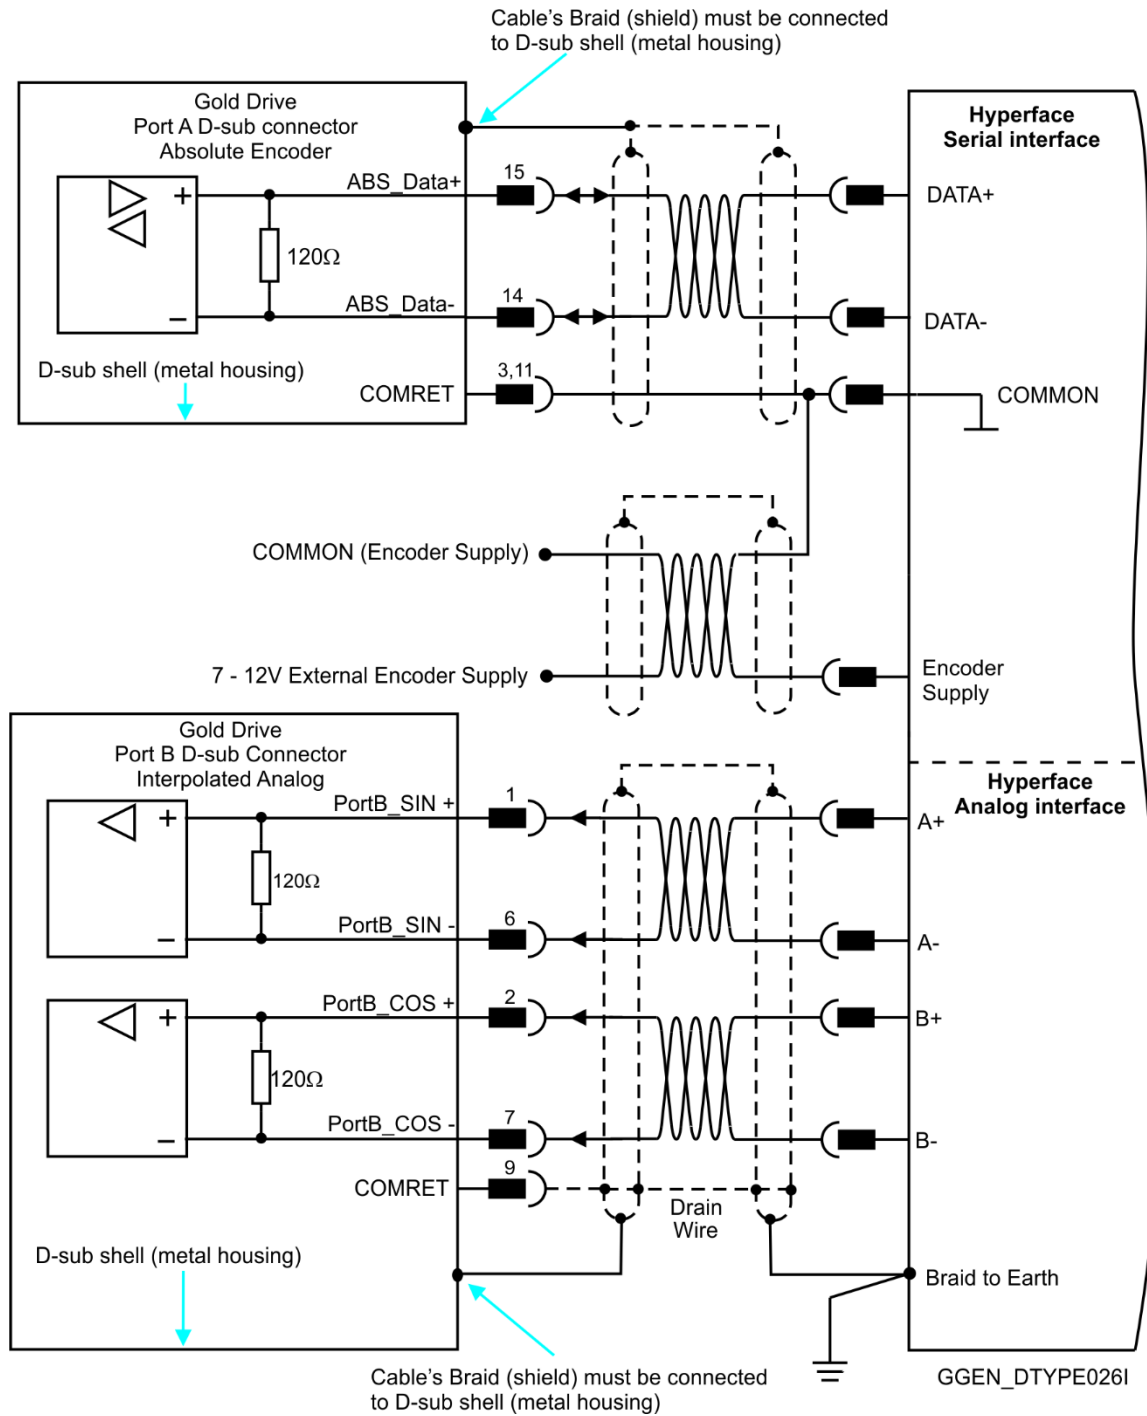 Cable's Braid (shield) must be connected
to D-sub shell (metal housing)
Gold Drive
Port A D-sub connector
Absolute Encoder
Hyperface
Serial interface
+
ABS_Data+
15
DATA+
120Ω
−
ABS_Data-
14
DATA-
D-sub shell (metal housing)
COMRET
3,11
COMMON
COMMON (Encoder Supply)
7 - 12V External Encoder Supply
Encoder
Supply
Gold Drive
Port B D-sub Connector
Interpolated Analog
Hyperface
Analog interface
+
PortB_SIN +
1
A+
120Ω
−
PortB_SIN -
6
A-
+
PortB_COS +
2
B+
120Ω
−
PortB_COS -
7
B-
COMRET
9
Drain
Wire
D-sub shell (metal housing)
Braid to Earth
Cable's Braid (shield) must be connected
to D-sub shell (metal housing)
GGEN_DTYPE026I